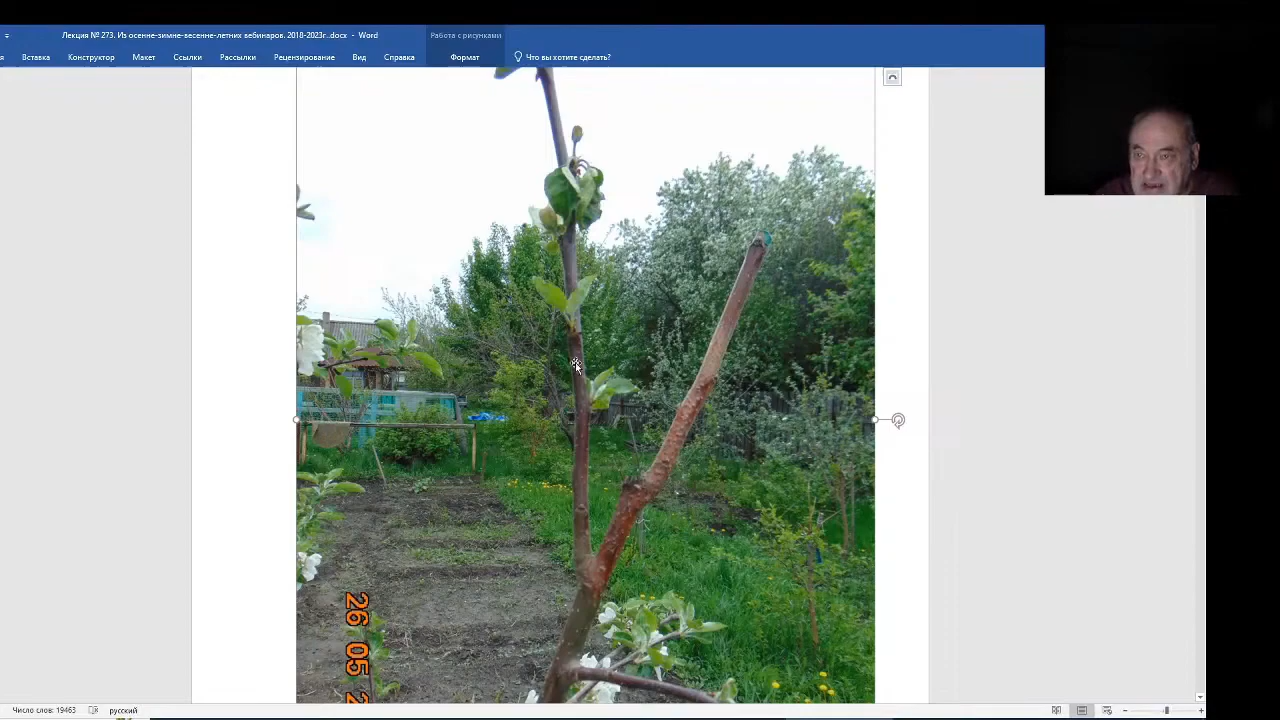 Лекция № 273. Из осенне-зимне-весенне-летних вебинаров. 2018-2023г..docx - Word
Работа с рисунками
я Вставка Конструктор Макет Ссылки Рассылки Рецензирование Вид Справка Формат Что вы хотите сделать?
26 05 2
Число слов: 19463 русский